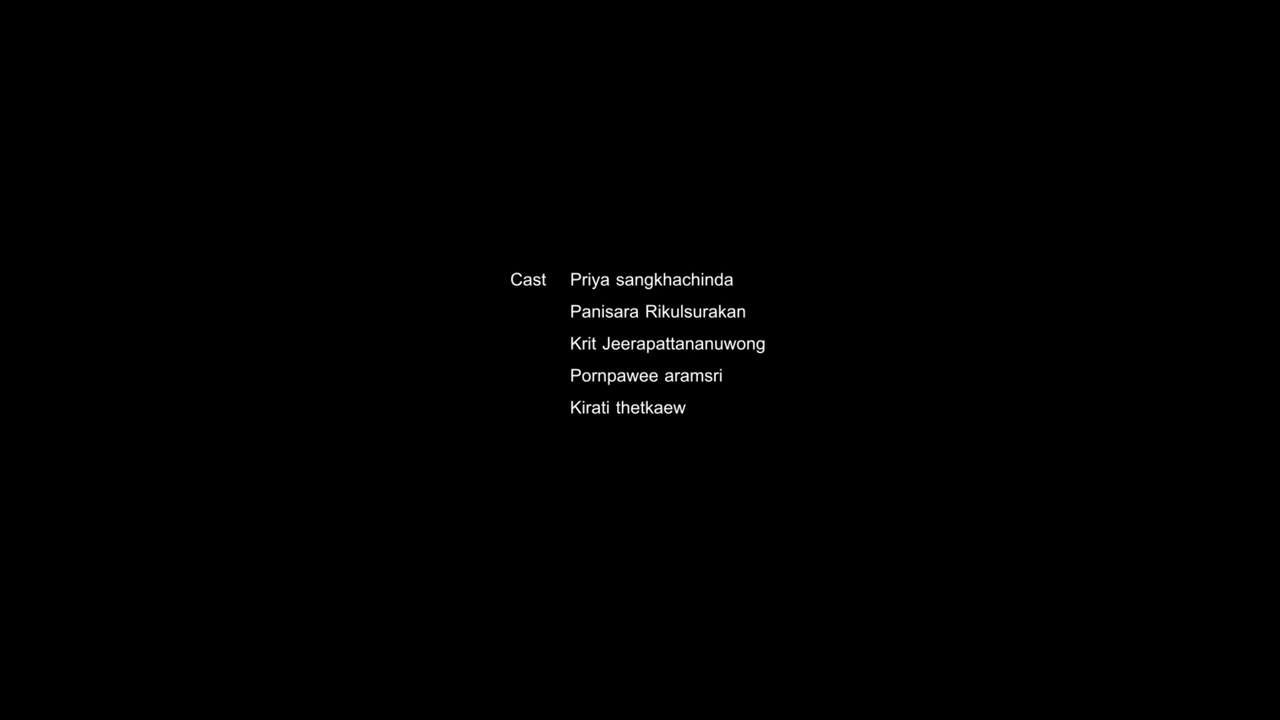 Cast Priya sangkhachinda
Panisara Rikulsurakan
Krit Jeerapattananuwong
Pornpawee aramsri
Kirati thetkaew